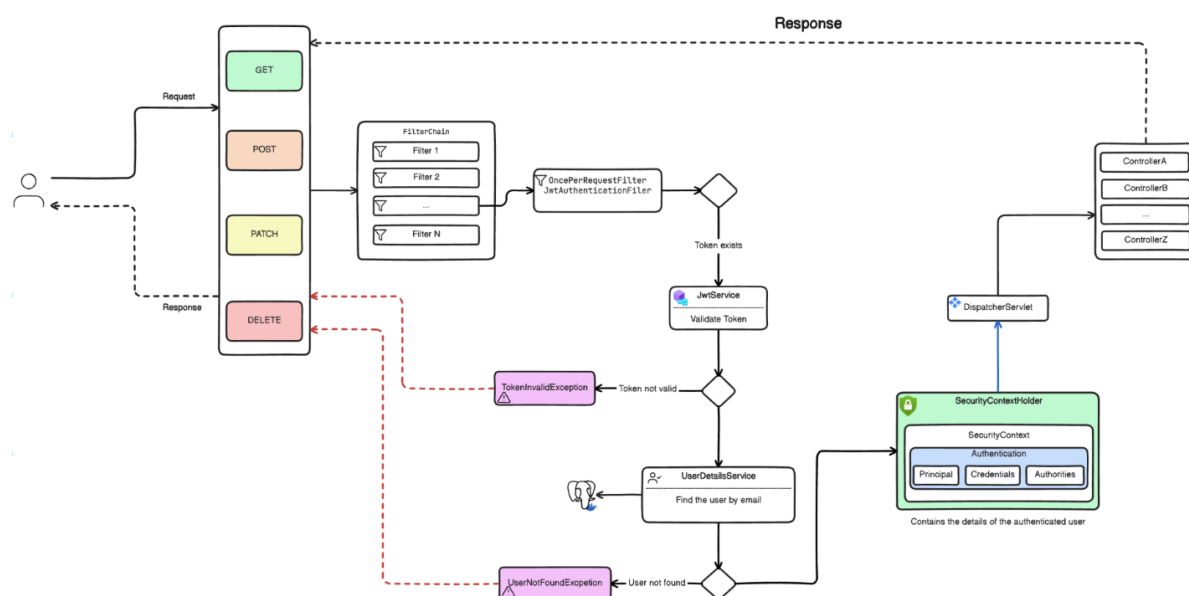 Response
GET
Request
POST
FilterChain
Filter 1
Filter 2
...
Filter N
OncePerRequestFilter
JwtAuthenticationFiler
ControllerA
ControllerB
...
ControllerZ
PATCH
Token exists
Response
DELETE
JwtService
Validate Token
DispatcherServlet
TokenInvalidException
Token not valid
SecurityContextHolder
SecurityContext
Authentication
Principal
Credentials
Authorities
Contains the details of the authenticated user
UserDetailsService
Find the user by email
UserNotFoundExopetion
User not found